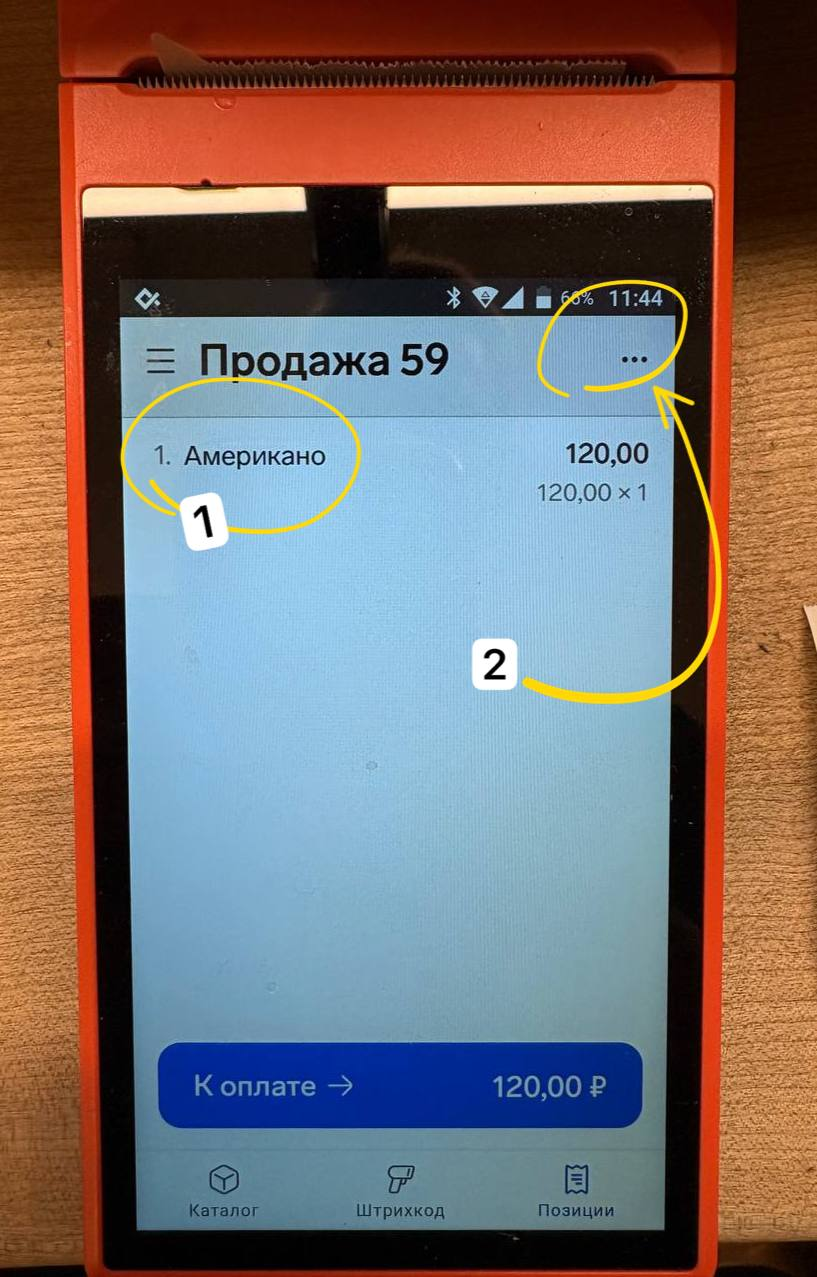 66% 11:44
Продажа 59
1. Американо 120,00
120,00 × 1
1
2
К оплате → 120,00 ₽
Каталог Штрихкод Позиции